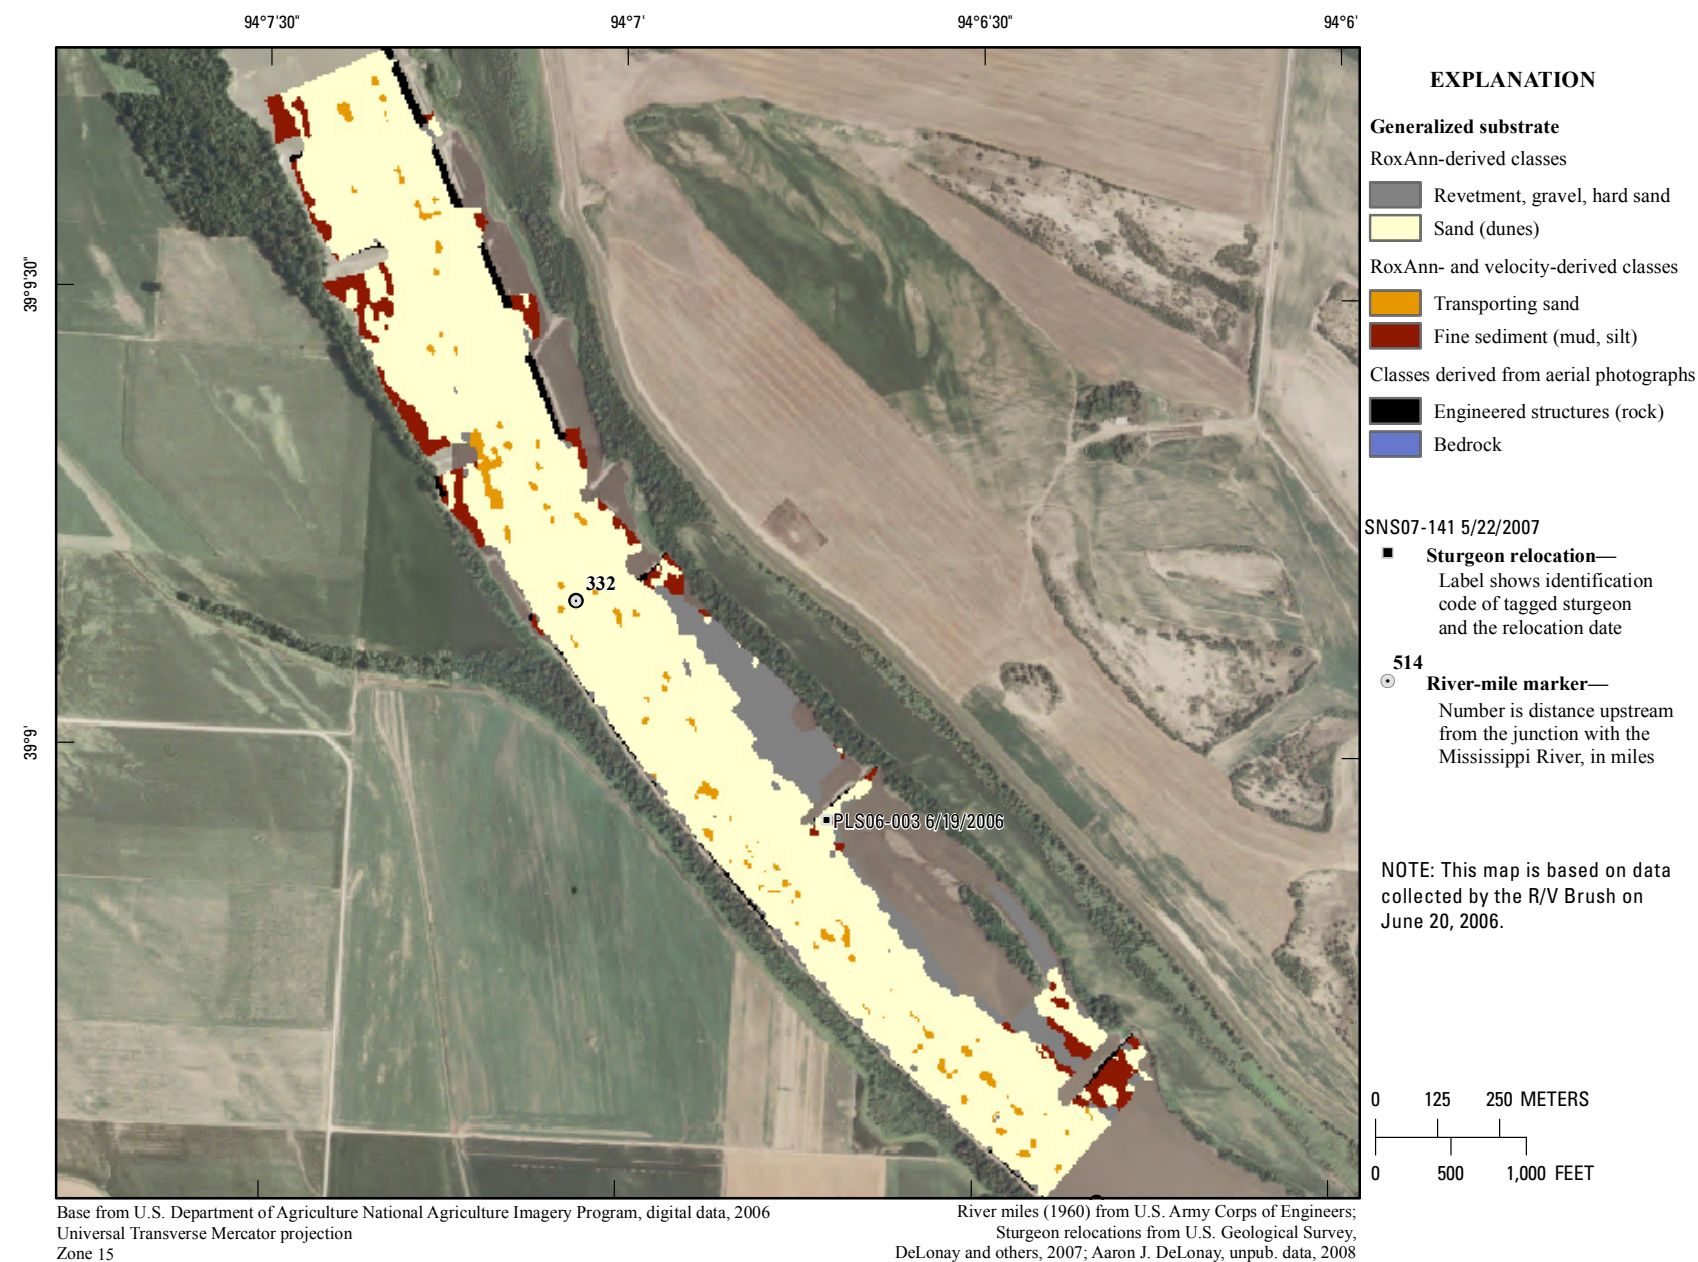 94°7'30"
94°7'
94°6'30"
94°6'
39°9'30"
39°9'
332
PLS06-003 6/19/2006
EXPLANATION
Generalized substrate
RoxAnn-derived classes
Revetment, gravel, hard sand
Sand (dunes)
RoxAnn- and velocity-derived classes
Transporting sand
Fine sediment (mud, silt)
Classes derived from aerial photographs
Engineered structures (rock)
Bedrock
SNS07-141 5/22/2007
Sturgeon relocation—
Label shows identification
code of tagged sturgeon
and the relocation date
514
River-mile marker—
Number is distance upstream
from the junction with the
Mississippi River, in miles
NOTE: This map is based on data
collected by the R/V Brush on
June 20, 2006.
0 125 250 METERS
0 500 1,000 FEET
Base from U.S. Department of Agriculture National Agriculture Imagery Program, digital data, 2006
Universal Transverse Mercator projection
Zone 15
River miles (1960) from U.S. Army Corps of Engineers;
Sturgeon relocations from U.S. Geological Survey,
DeLonay and others, 2007; Aaron J. DeLonay, unpub. data, 2008